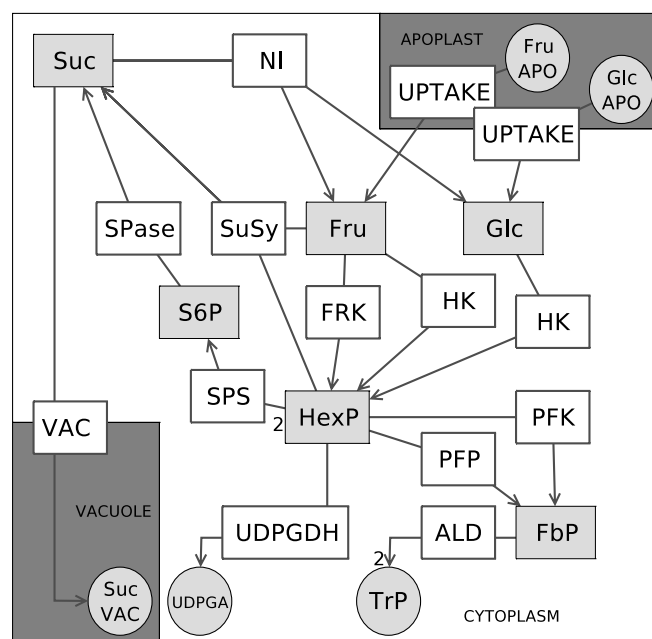 APOPLAST
Fru
APO
Suc
NI
Glc
APO
UPTAKE
UPTAKE
SPase
SuSy
Fru
Glc
S6P
FRK
HK
HK
SPS
2
HexP
PFK
VAC
PFP
VACUOLE
UDPGDH
ALD
FbP
2
Suc
VAC
UDPGA
TrP
CYTOPLASM